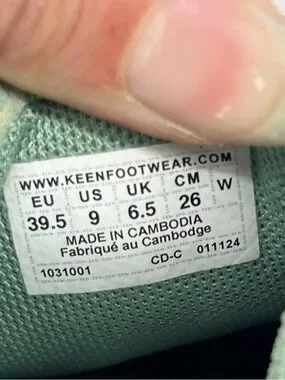 WWW.KEENFOOTWEAR.COM
EU US UK CM
39.5 9 6.5 26 W
MADE IN CAMBODIA
Fabriqué au Cambodge
1031001 CD-C 011124